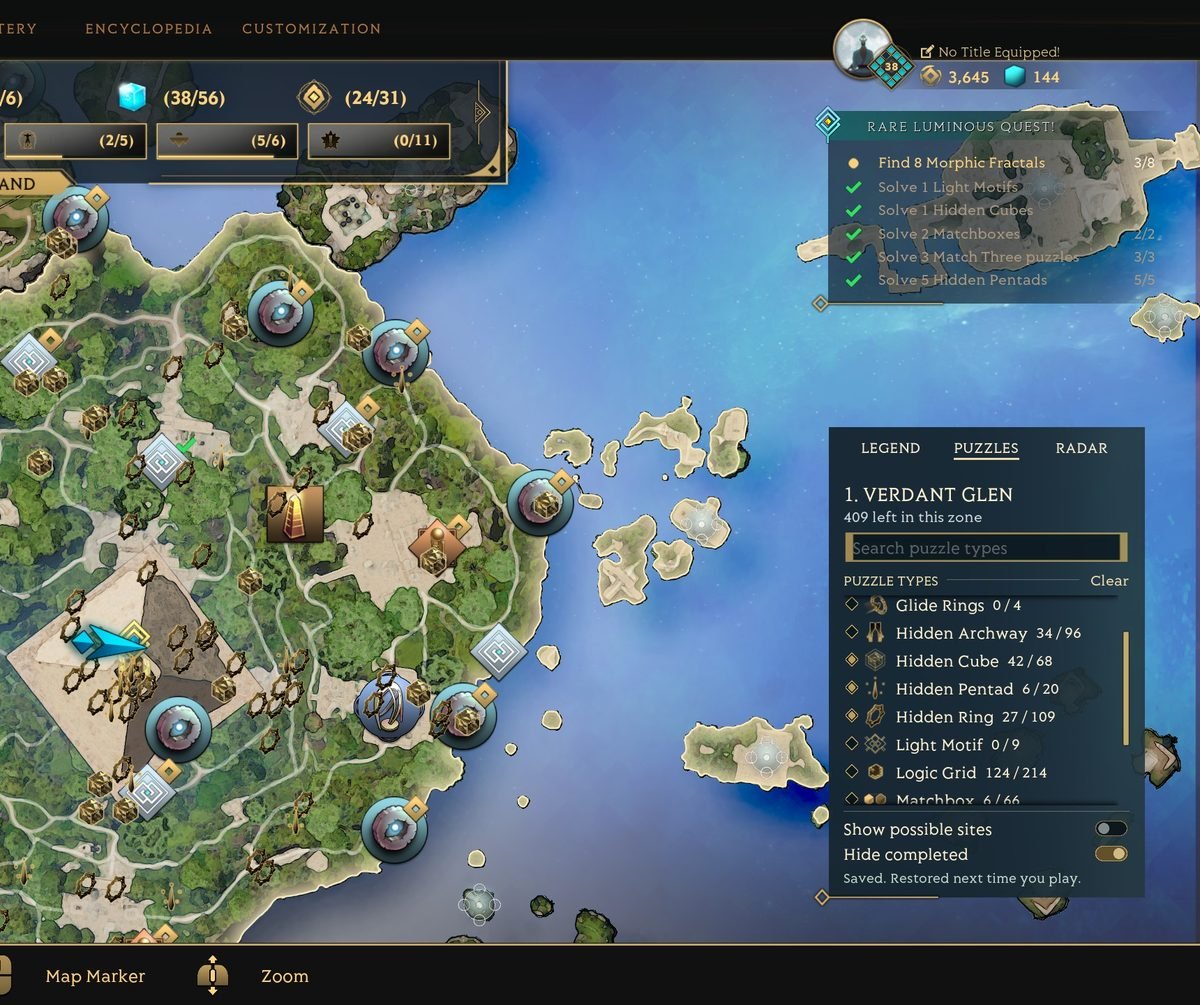 TERY ENCYCLOPEDIA CUSTOMIZATION
38
No Title Equipped!
3,645 144
/6) (38/56) (24/31)
(2/5) (5/6) (0/11)
AND
RARE LUMINOUS QUEST!
Find 8 Morphic Fractals 3/8
Solve 1 Light Motifs
Solve 1 Hidden Cubes
Solve 2 Matchboxes 2/2
Solve 3 Match Three puzzles 3/3
Solve 5 Hidden Pentads 5/5
LEGEND PUZZLES RADAR
1. VERDANT GLEN
409 left in this zone
Search puzzle types
PUZZLE TYPES Clear
Glide Rings 0/4
Hidden Archway 34/96
Hidden Cube 42/68
Hidden Pentad 6/20
Hidden Ring 27/109
Light Motif 0/9
Logic Grid 124/214
Matchbox 6/66
Show possible sites
Hide completed
Saved. Restored next time you play.
Map Marker Zoom